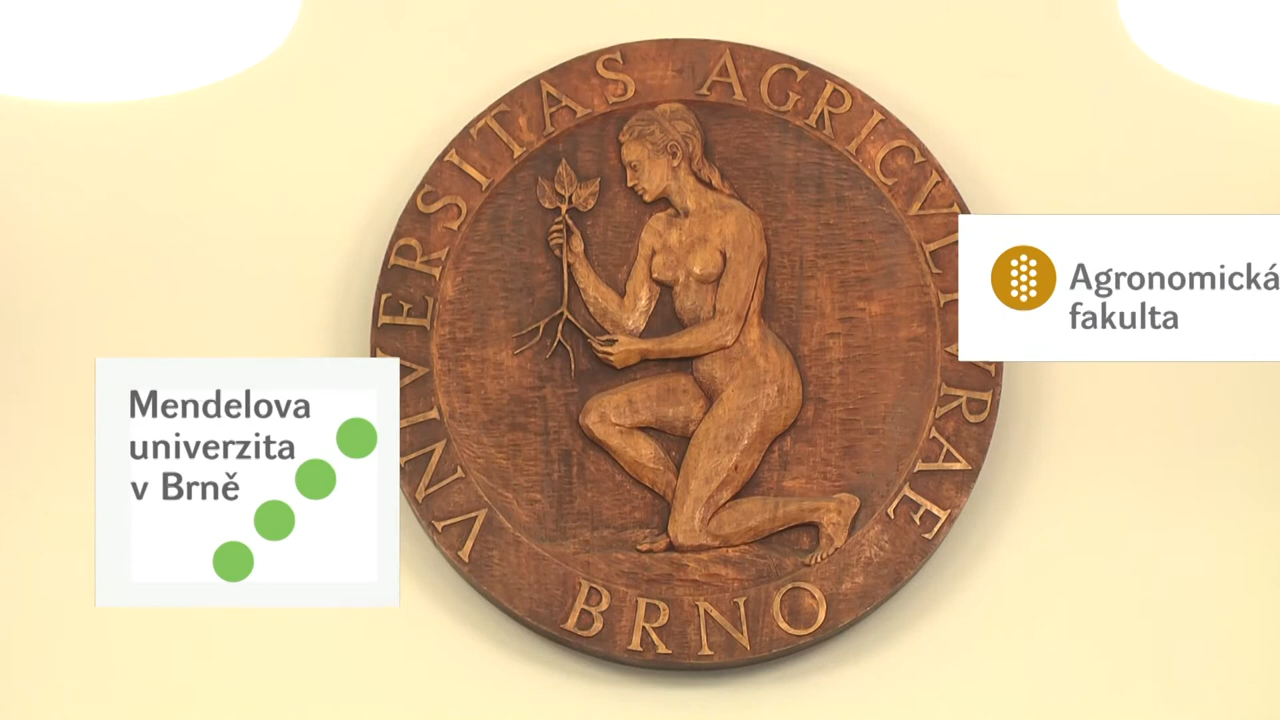 VNIVERSITAS AGRICVLTVRAE
BRNO
Mendelova
univerzita
v Brně
Agronomická
fakulta